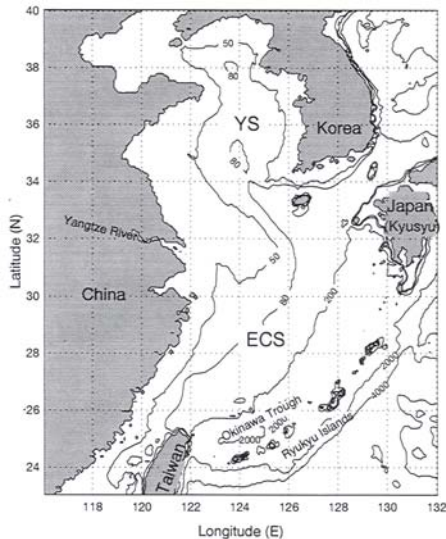 40
38
36
34
32
30
28
26
24
Latitude (N)
50
80
YS
Korea
80
Japan
(Kyusyu)
Yangtze River
50
China
80
200
ECS
2000
4000
Okinawa Trough
2000
200
Ryukyu Islands
Taiwan
118
120
122
124
126
128
130
132
Longitude (E)